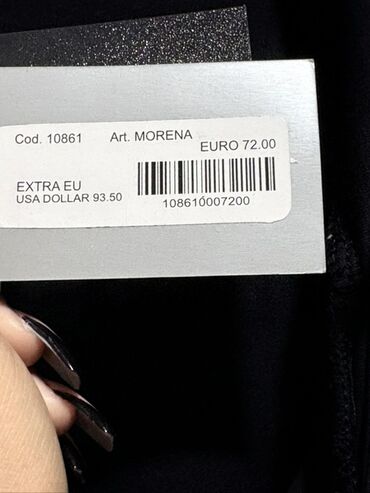 Cod. 10861 Art. MORENA
EURO 72.00
EXTRA EU
USA DOLLAR 93.50
108610007200